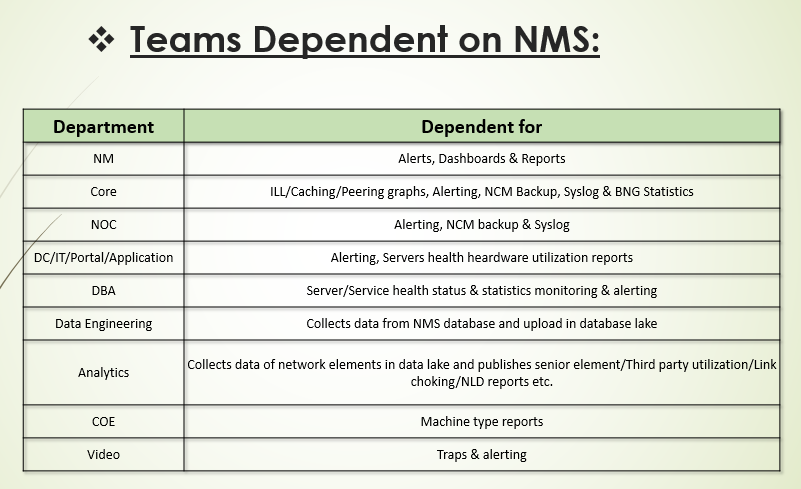 ❖ Teams Dependent on NMS:
Department Dependent for
NM Alerts, Dashboards & Reports
Core ILL/Caching/Peering graphs, Alerting, NCM Backup, Syslog & BNG Statistics
NOC Alerting, NCM backup & Syslog
DC/IT/Portal/Application Alerting, Servers health heardware utilization reports
DBA Server/Service health status & statistics monitoring & alerting
Data Engineering Collects data from NMS database and upload in database lake
Analytics Collects data of network elements in data lake and publishes senior element/Third party utilization/Link
choking/NLD reports etc.
COE Machine type reports
Video Traps & alerting